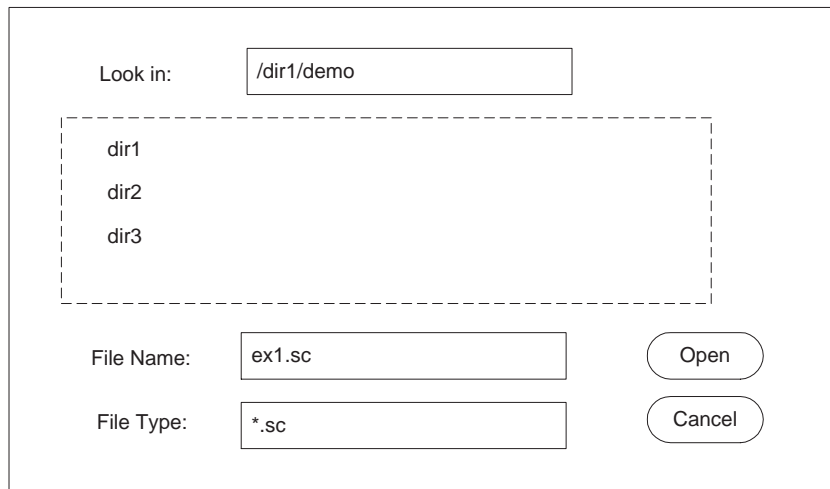 Look in: /dir1/demo
dir1
dir2
dir3
File Name: ex1.sc Open
File Type: *.sc Cancel